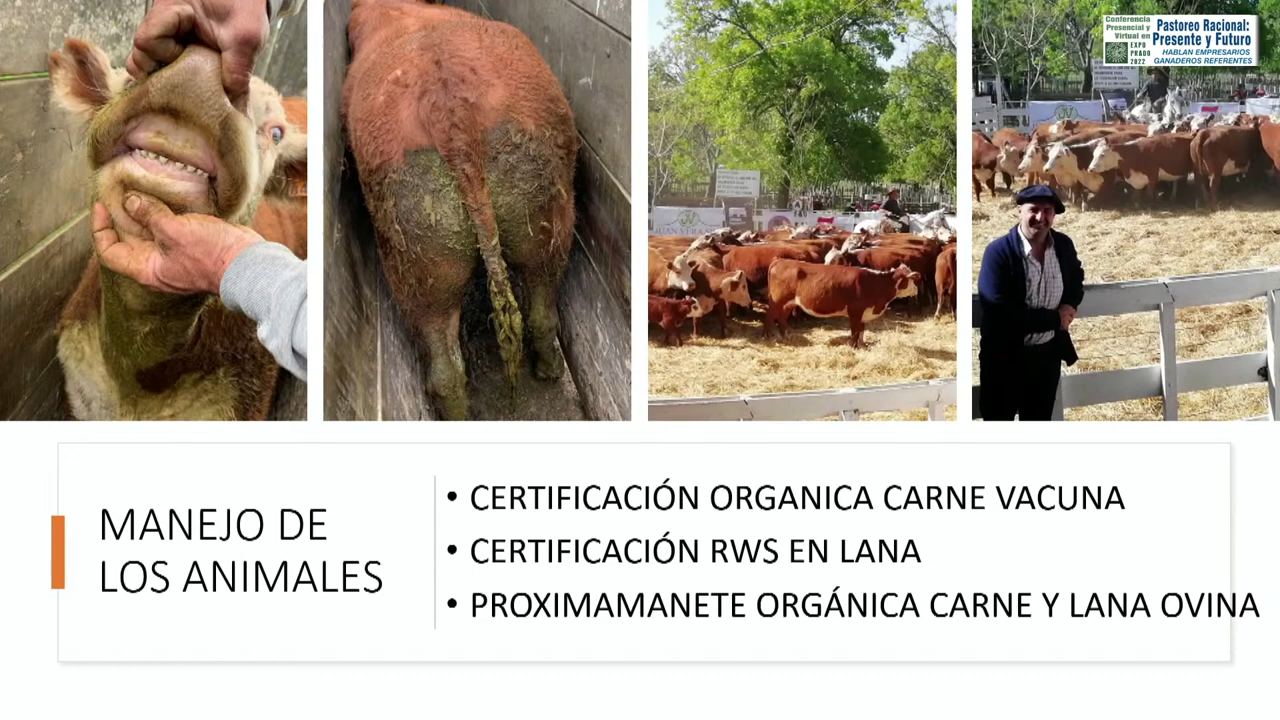 Conferencia
Presencial y
Virtual en
EXPO
PRADO
2022
Pastoreo Racional:
Presente y Futuro
HABLAN EMPRESARIOS
GANADEROS REFERENTES
MANEJO DE
LOS ANIMALES
• CERTIFICACIÓN ORGANICA CARNE VACUNA
• CERTIFICACIÓN RWS EN LANA
• PROXIMAMANETE ORGÁNICA CARNE Y LANA OVINA